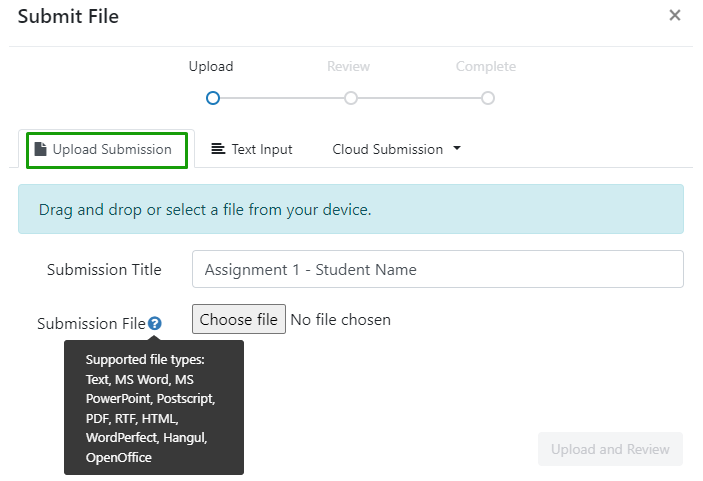 Submit File ×
Upload Review Complete
Upload Submission Text Input Cloud Submission
Drag and drop or select a file from your device.
Submission Title Assignment 1 - Student Name
Submission File ? Choose file No file chosen
Supported file types:
Text, MS Word, MS
PowerPoint, Postscript,
PDF, RTF, HTML,
WordPerfect, Hangul,
OpenOffice
Upload and Review